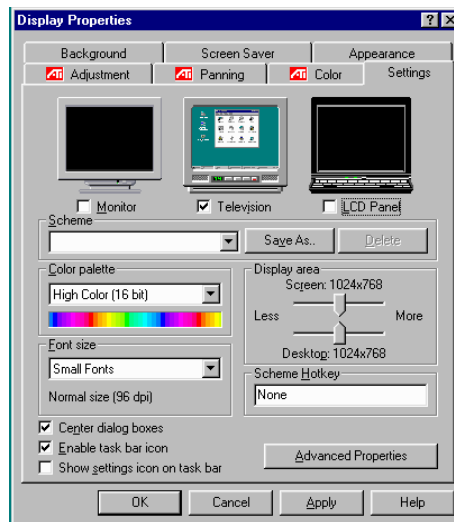 Display Properties
Background Screen Saver Appearance
ATI Adjustment ATI Panning ATI Color Settings
Monitor Television LCD Panel
Scheme
Save As.. Delete
Color palette Display area
Screen: 1024x768
High Color (16 bit)
Less More
Font size
Desktop: 1024x768
Small Fonts
Scheme Hotkey
Normal size (96 dpi) None
Center dialog boxes
Enable task bar icon
Advanced Properties
Show settings icon on task bar
OK Cancel Apply Help